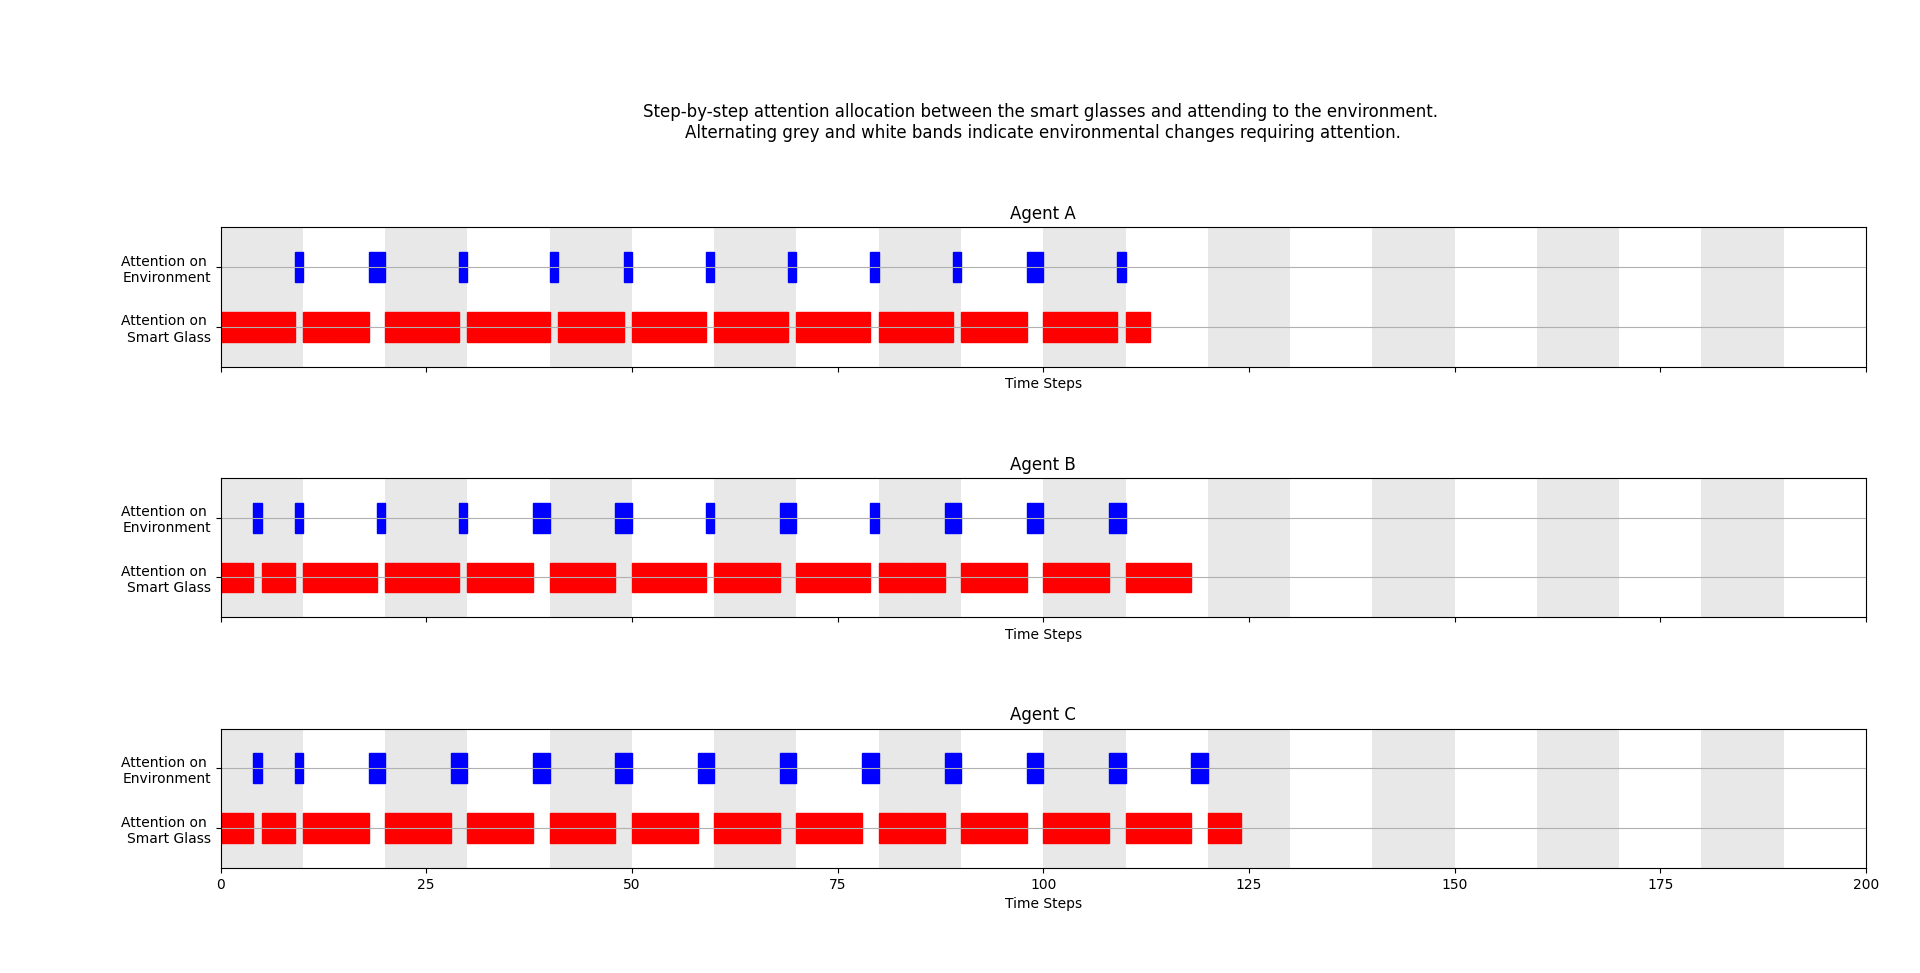 Step-by-step attention allocation between the smart glasses and attending to the environment.
Alternating grey and white bands indicate environmental changes requiring attention.
Agent A
Attention on
Environment
Attention on
Smart Glass
Time Steps
Agent B
Attention on
Environment
Attention on
Smart Glass
Time Steps
Agent C
Attention on
Environment
Attention on
Smart Glass
0 25 50 75 100 125 150 175 200
Time Steps